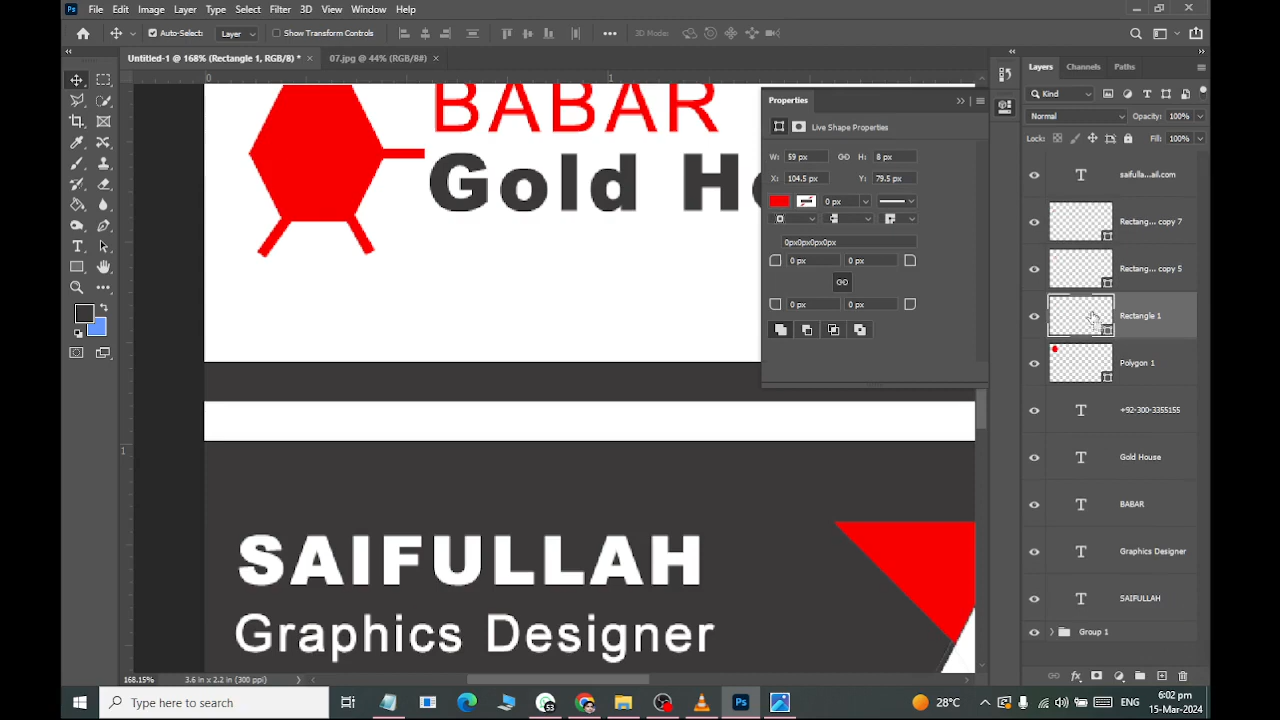 Ps File Edit Image Layer Type Select Filter 3D View Window Help
Auto-Select: Layer Show Transform Controls 3D Mode:
Untitled-1 @ 168% (Rectangle 1, RGB/8) * × 07.jpg @ 44% (RGB/8#) ×
0 1
Layers Channels Paths
Kind
Normal Opacity: 100%
Lock: Fill: 100%
Properties
Live Shape Properties
W: 59 px H: 8 px
X: 104.5 px Y: 79.5 px
0 px
0px0px0px0px
0 px 0 px
0 px 0 px
BABAR
Gold Ho
SAIFULLAH
Graphics Designer
1
saifulla...ail.com
Rectang... copy 7
Rectang... copy 5
Rectangle 1
Polygon 1
+92-300-3355155
Gold House
BABAR
Graphics Designer
SAIFULLAH
Group 1
168.15% 3.6 in x 2.2 in (300 ppi)
Type here to search
28°C ENG
6:02 pm
15-Mar-2024